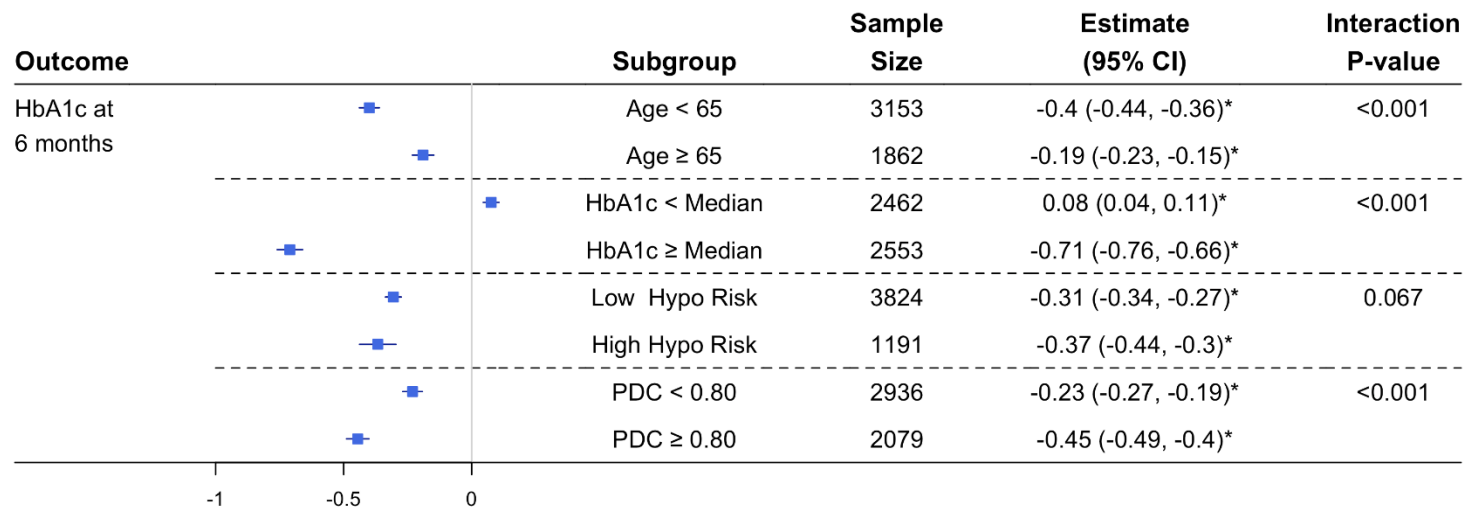 Outcome Subgroup Sample Size Estimate (95% CI) Interaction P-value
HbA1c at 6 months Age < 65 3153 -0.4 (-0.44, -0.36)* <0.001
Age ≥ 65 1862 -0.19 (-0.23, -0.15)*
HbA1c < Median 2462 0.08 (0.04, 0.11)* <0.001
HbA1c ≥ Median 2553 -0.71 (-0.76, -0.66)*
Low Hypo Risk 3824 -0.31 (-0.34, -0.27)* 0.067
High Hypo Risk 1191 -0.37 (-0.44, -0.3)*
PDC < 0.80 2936 -0.23 (-0.27, -0.19)* <0.001
PDC ≥ 0.80 2079 -0.45 (-0.49, -0.4)*
-1 -0.5 0